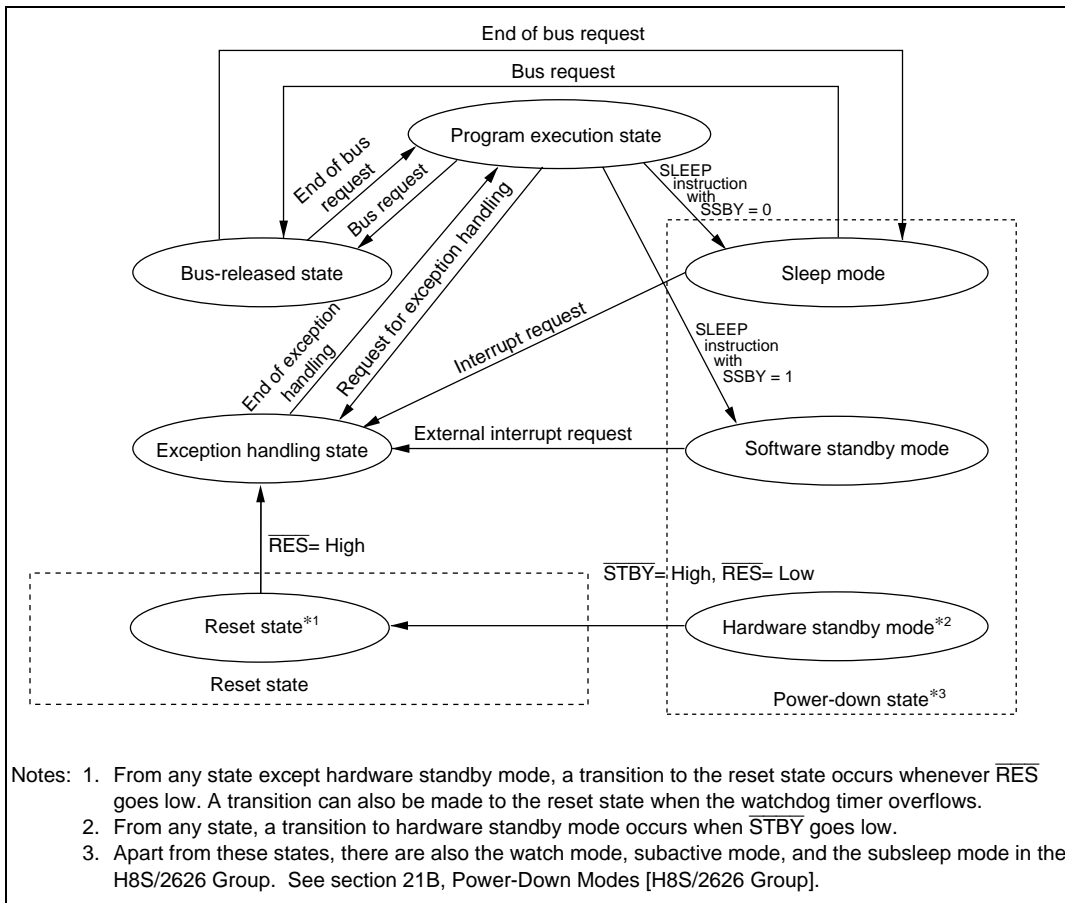 End of bus request
Bus request
Program execution state
End of bus
request
Bus request
SLEEP
instruction
with
SSBY = 0
Bus-released state
Sleep mode
End of exception
handling
Request for exception handling
Interrupt request
SLEEP
instruction
with
SSBY = 1
Exception handling state
External interrupt request
Software standby mode
R̅E̅S̅= High
S̅T̅B̅Y̅= High, R̅E̅S̅= Low
Reset state*1
Hardware standby mode*2
Reset state
Power-down state*3
Notes: 1. From any state except hardware standby mode, a transition to the reset state occurs whenever R̅E̅S̅
goes low. A transition can also be made to the reset state when the watchdog timer overflows.
2. From any state, a transition to hardware standby mode occurs when S̅T̅B̅Y̅ goes low.
3. Apart from these states, there are also the watch mode, subactive mode, and the subsleep mode in the
H8S/2626 Group. See section 21B, Power-Down Modes [H8S/2626 Group].